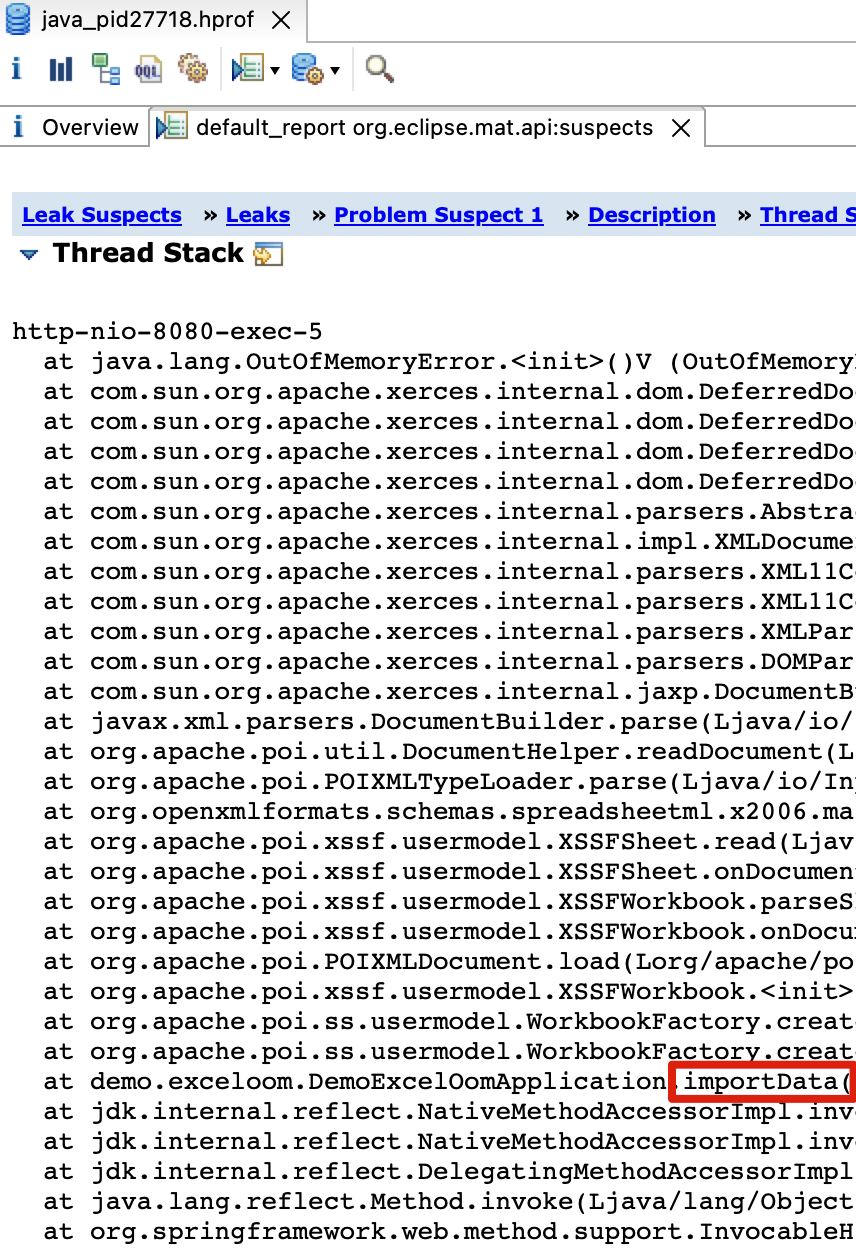 java_pid27718.hprof
OQL
Overview default_report org.eclipse.mat.api:suspects
Leak Suspects » Leaks » Problem Suspect 1 » Description » Thread S
Thread Stack
http-nio-8080-exec-5
at java.lang.OutOfMemoryError.<init>()V (OutOfMemory
at com.sun.org.apache.xerces.internal.dom.DeferredDo
at com.sun.org.apache.xerces.internal.dom.DeferredDo
at com.sun.org.apache.xerces.internal.dom.DeferredDo
at com.sun.org.apache.xerces.internal.dom.DeferredDo
at com.sun.org.apache.xerces.internal.parsers.Abstra
at com.sun.org.apache.xerces.internal.impl.XMLDocume
at com.sun.org.apache.xerces.internal.parsers.XML11C
at com.sun.org.apache.xerces.internal.parsers.XML11C
at com.sun.org.apache.xerces.internal.parsers.XMLPar
at com.sun.org.apache.xerces.internal.parsers.DOMPar
at com.sun.org.apache.xerces.internal.jaxp.DocumentB
at javax.xml.parsers.DocumentBuilder.parse(Ljava/io/
at org.apache.poi.util.DocumentHelper.readDocument(L
at org.apache.poi.POIXMLTypeLoader.parse(Ljava/io/In
at org.openxmlformats.schemas.spreadsheetml.x2006.ma
at org.apache.poi.xssf.usermodel.XSSFSheet.read(Ljav
at org.apache.poi.xssf.usermodel.XSSFSheet.onDocumen
at org.apache.poi.xssf.usermodel.XSSFWorkbook.parseS
at org.apache.poi.xssf.usermodel.XSSFWorkbook.onDocu
at org.apache.poi.POIXMLDocument.load(Lorg/apache/po
at org.apache.poi.xssf.usermodel.XSSFWorkbook.<init>
at org.apache.poi.ss.usermodel.WorkbookFactory.creat
at org.apache.poi.ss.usermodel.WorkbookFactory.creat
at demo.exceloom.DemoExcelOomApplication.importData(
at jdk.internal.reflect.NativeMethodAccessorImpl.inv
at jdk.internal.reflect.NativeMethodAccessorImpl.inv
at jdk.internal.reflect.DelegatingMethodAccessorImpl
at java.lang.reflect.Method.invoke(Ljava/lang/Object
at org.springframework.web.method.support.InvocableH